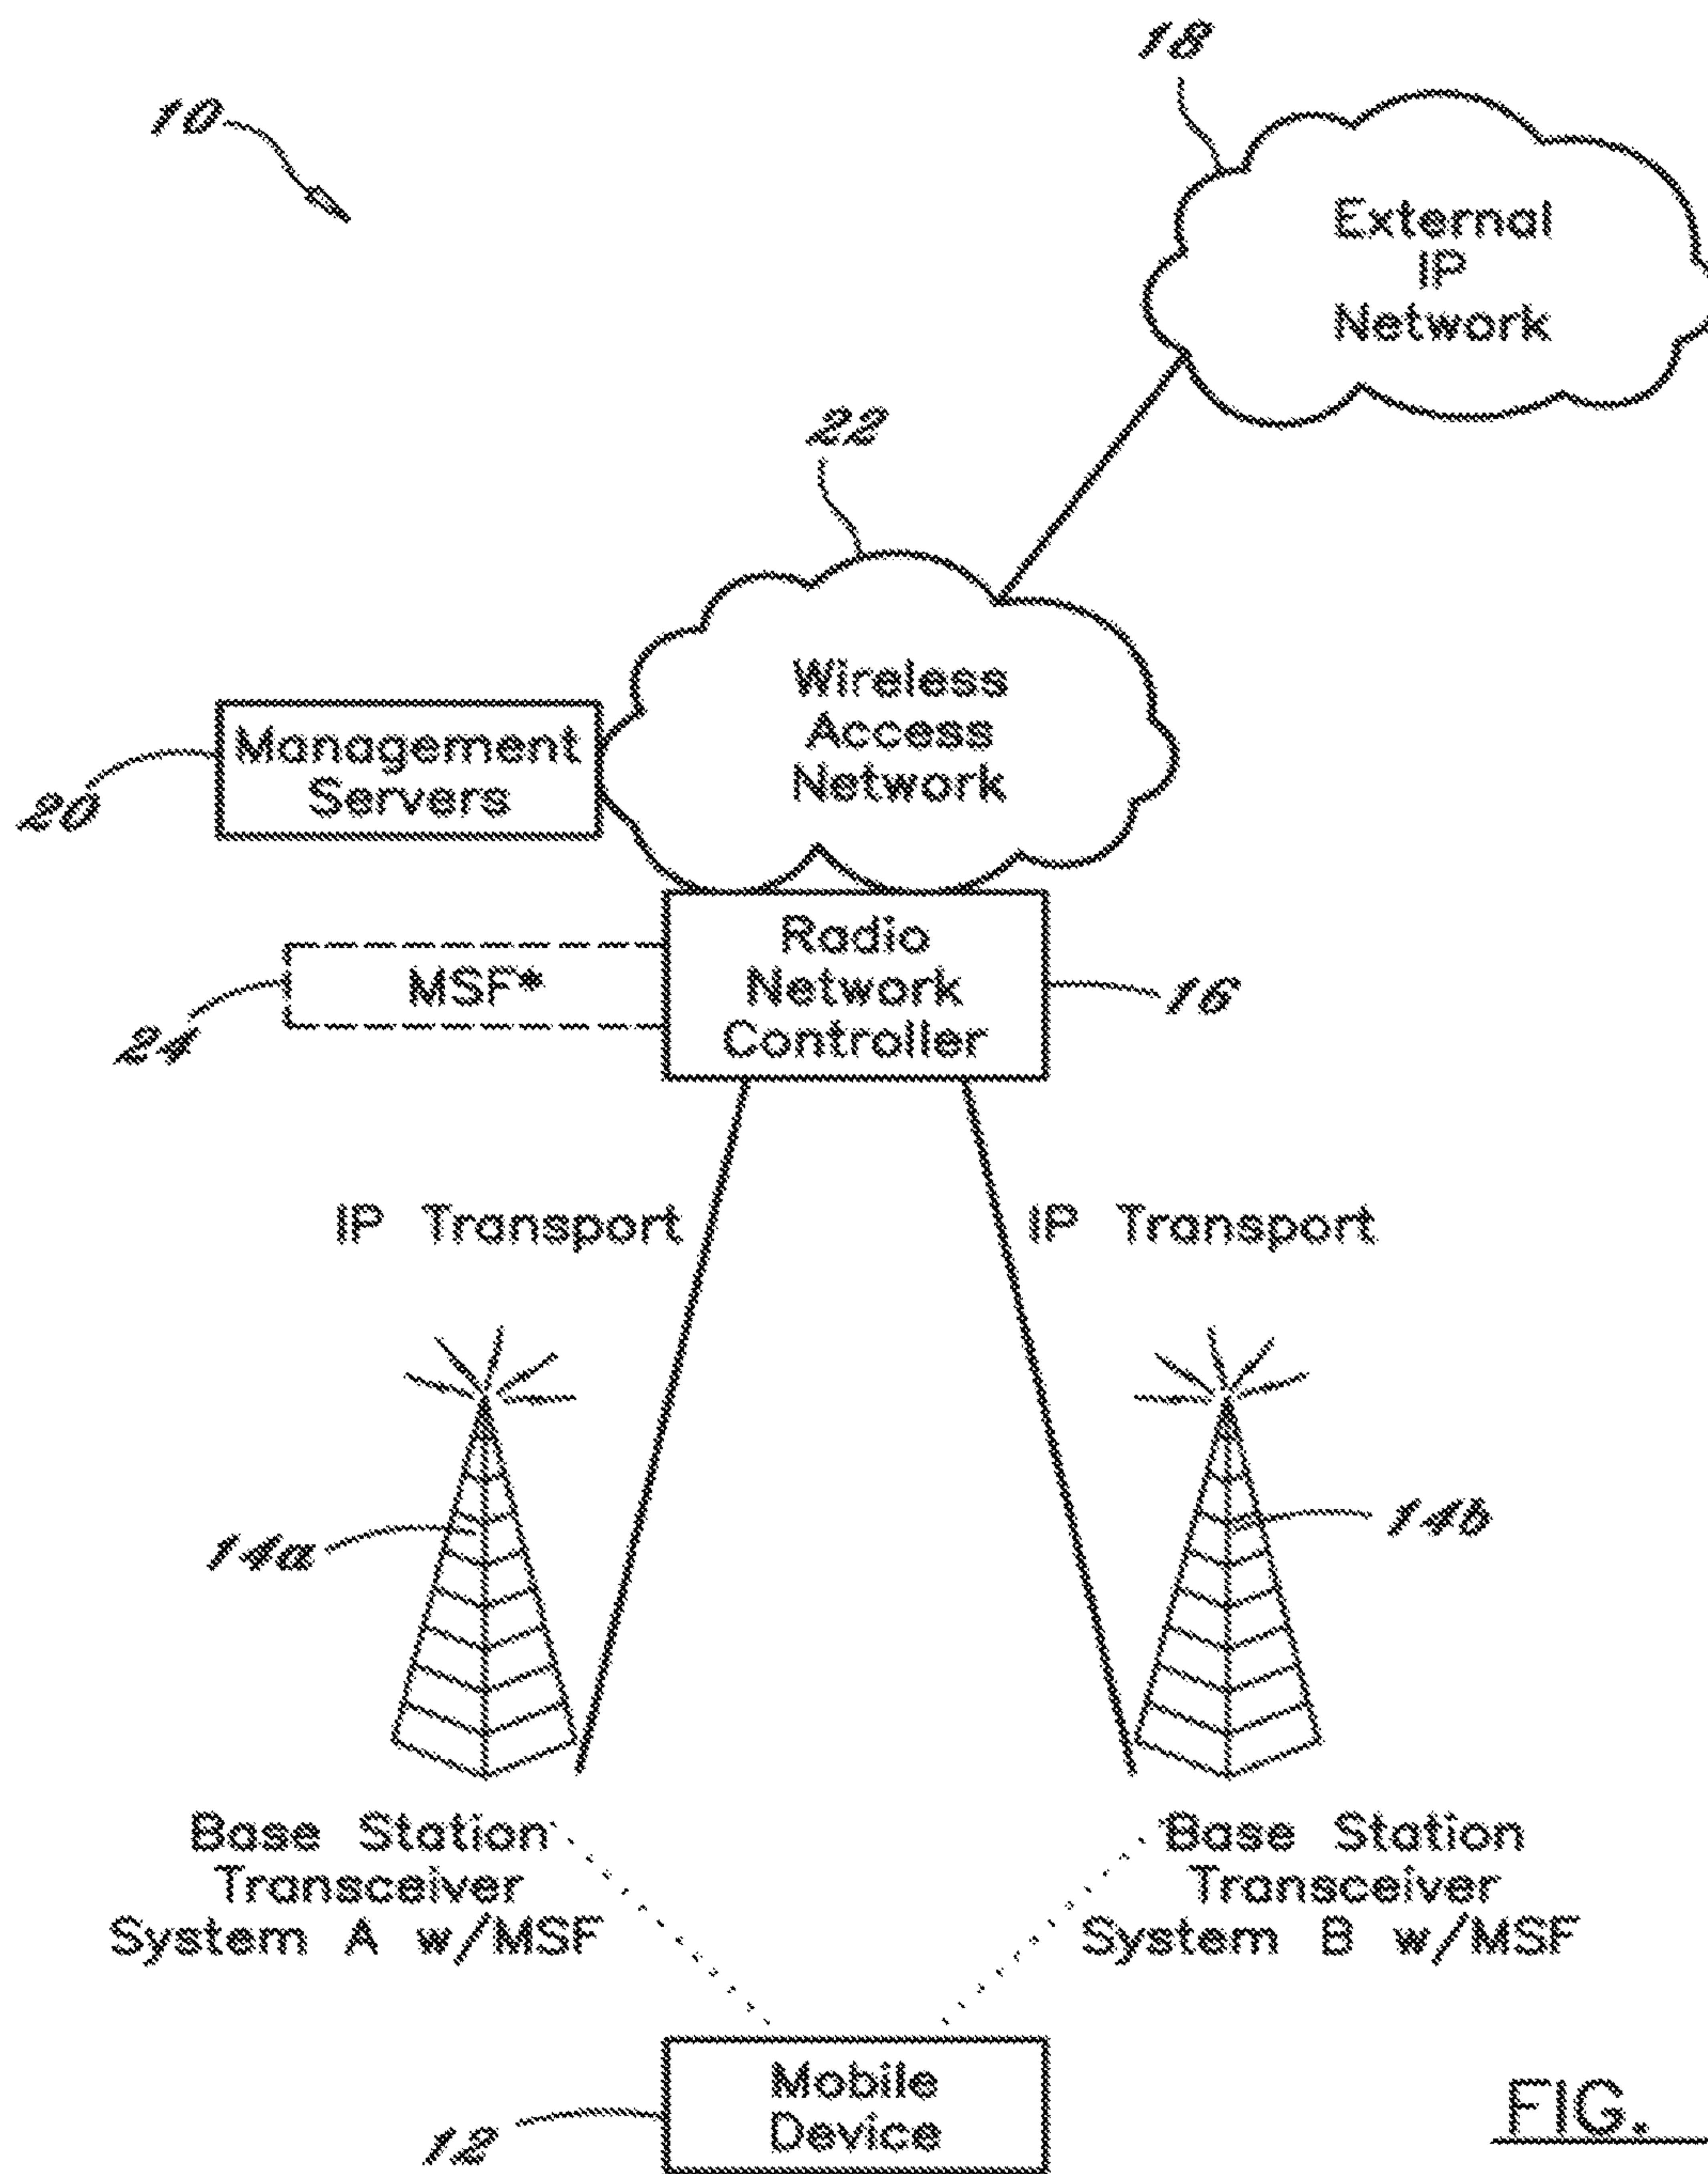 18
10
External
IP
Network
22
Wireless
Access
Network
Management
Servers
20
Radio
Network
Controller
MSF*
16
24
IP Transport
IP Transport
14a
14b
Base Station
Transceiver
System A w/MSF
Base Station
Transceiver
System B w/MSF
Mobile
Device
12
FIG.